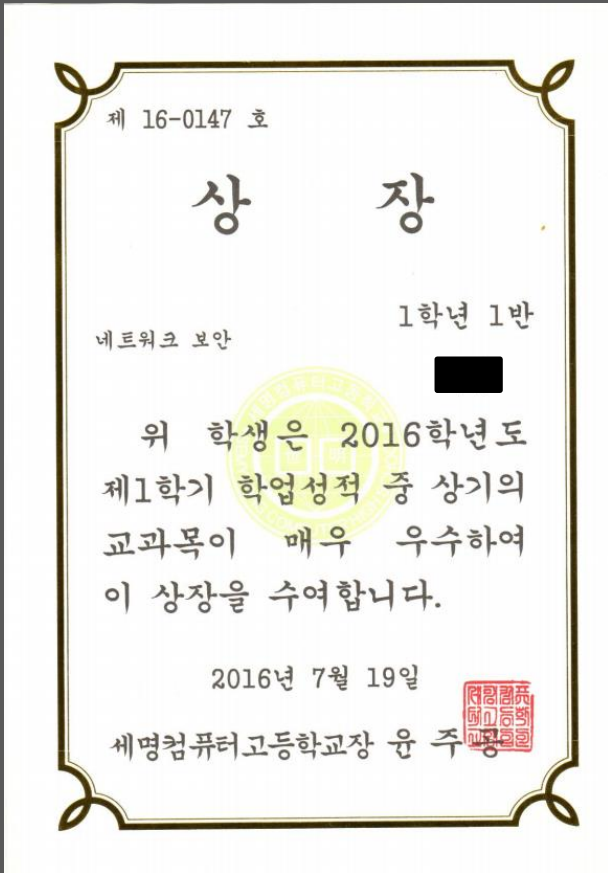 제 16-0147 호
상 장
1학년 1반
네트워크 보안
위 학생은 2016학년도
제1학기 학업성적 중 상기의
교과목이 매우 우수하여
이 상장을 수여합니다.
2016년 7월 19일
세명컴퓨터고등학교장 윤 주